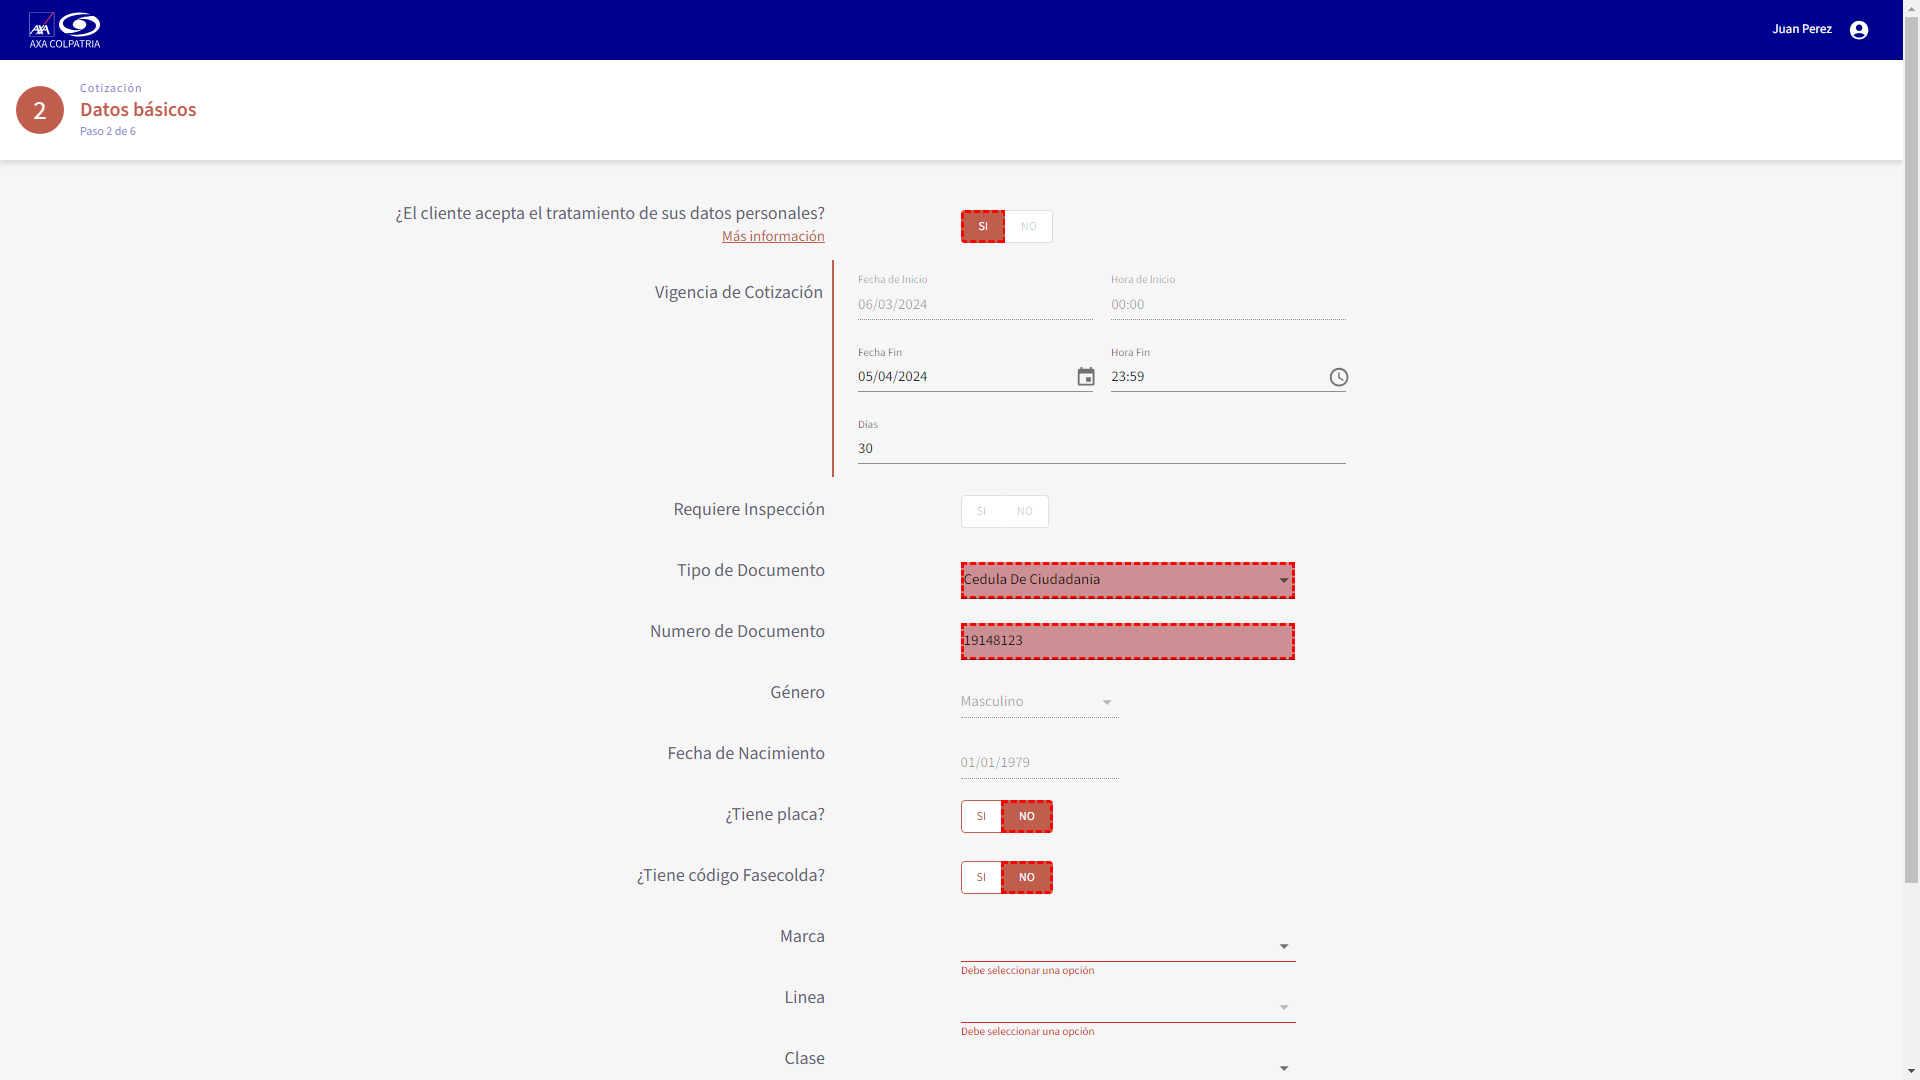 AXA
AXA COLPATRIA
Juan Perez
2
Cotización
Datos básicos
Paso 2 de 6
¿El cliente acepta el tratamiento de sus datos personales?
Más información
SI NO
Vigencia de Cotización
Fecha de Inicio
06/03/2024
Hora de Inicio
00:00
Fecha Fin
05/04/2024
Hora Fin
23:59
Días
30
Requiere Inspección
SI NO
Tipo de Documento
Cedula De Ciudadania
Numero de Documento
19148123
Género
Masculino
Fecha de Nacimiento
01/01/1979
¿Tiene placa?
SI NO
¿Tiene código Fasecolda?
SI NO
Marca
Debe seleccionar una opción
Linea
Debe seleccionar una opción
Clase